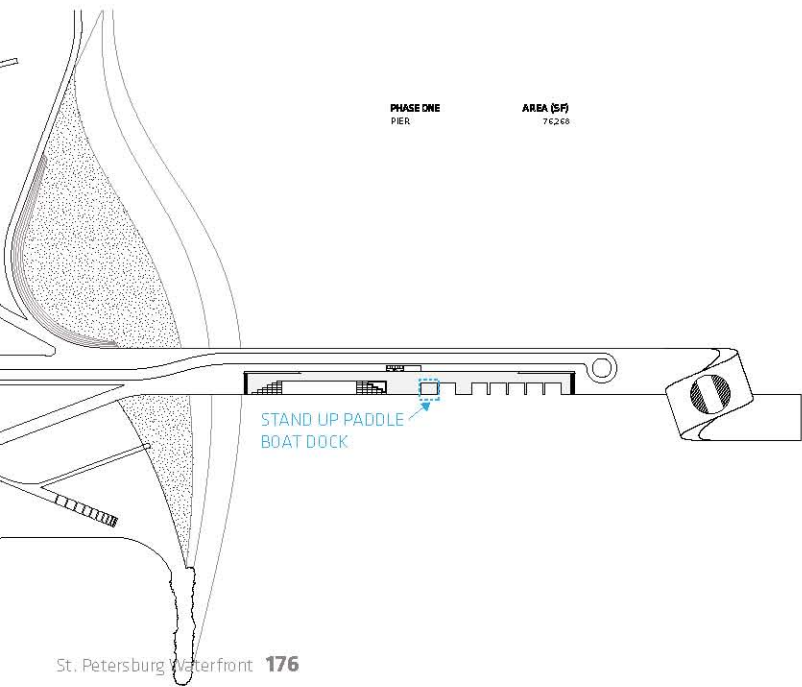 PHASE ONE AREA (SF)
PIER 76,268
STAND UP PADDLE
BOAT DOCK
St. Petersburg Waterfront 176